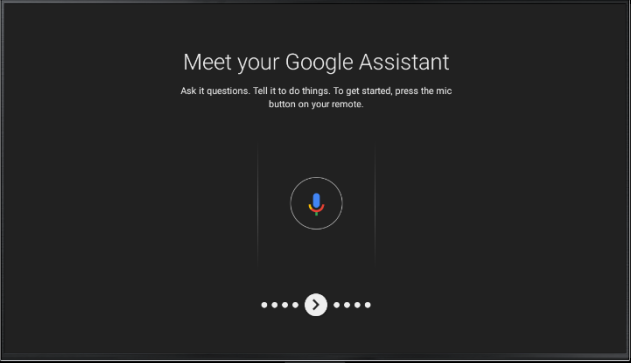 Meet your Google Assistant
Ask it questions. Tell it to do things. To get started, press the mic
button on your remote.